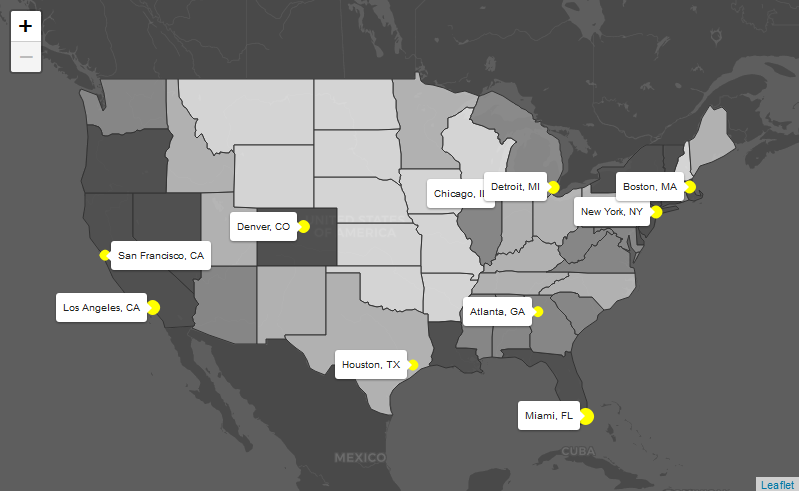 +
−
Detroit, MI
Boston, MA
Chicago, I
New York, NY
Denver, CO
UNITED STATES
OF AMERICA
San Francisco, CA
Los Angeles, CA
Atlanta, GA
Houston, TX
Miami, FL
MEXICO
CUBA
Leaflet